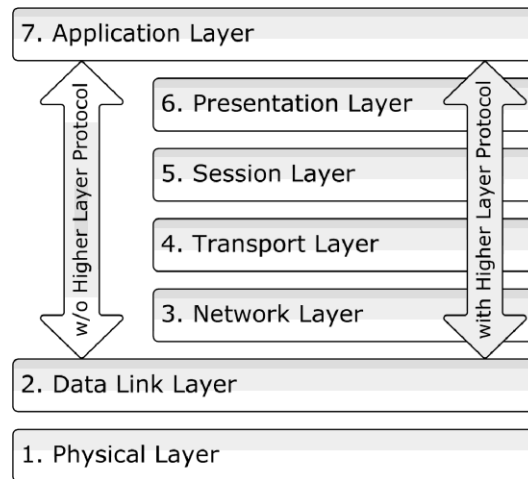 7. Application Layer
6. Presentation Layer
5. Session Layer
4. Transport Layer
3. Network Layer
2. Data Link Layer
1. Physical Layer
w/o Higher Layer Protocol
with Higher Layer Protocol